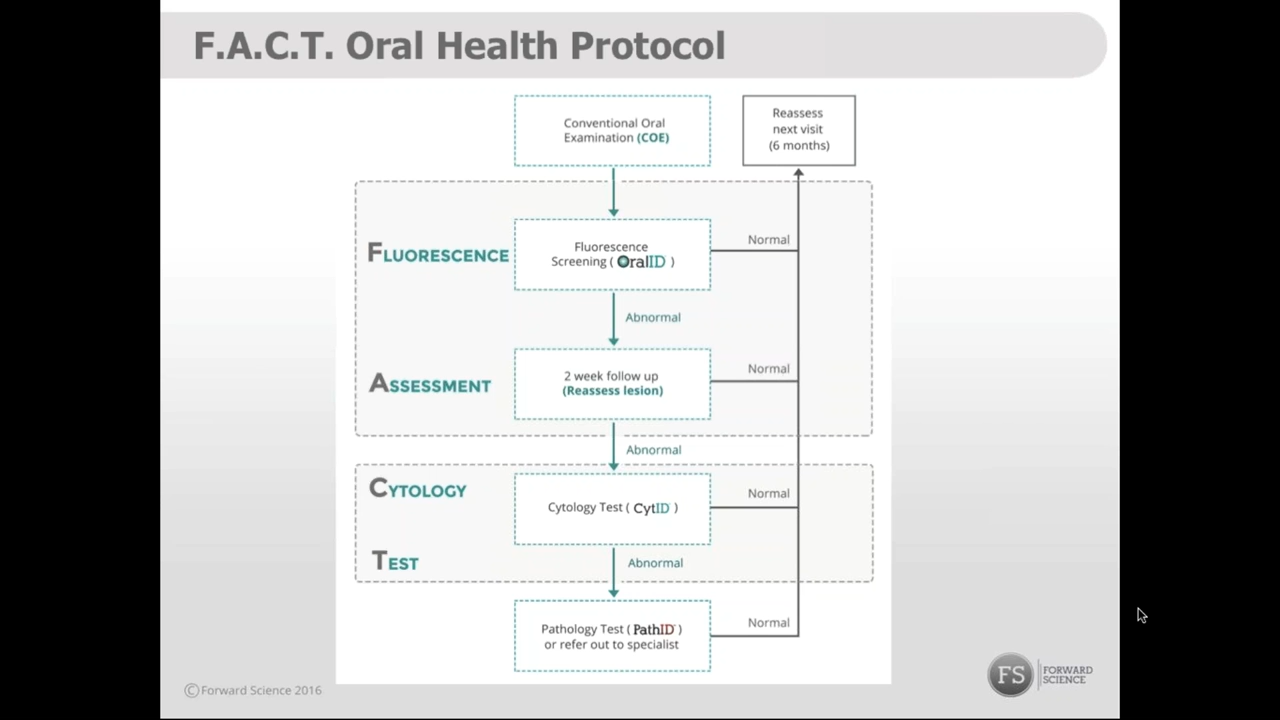 F.A.C.T. Oral Health Protocol
Conventional Oral
Examination (COE)
Reassess
next visit
(6 months)
FLUORESCENCE
Fluorescence
Screening ( OralID )
Normal
Abnormal
ASSESSMENT
2 week follow up
(Reassess lesion)
Normal
Abnormal
CYTOLOGY
TEST
Cytology Test ( CytID )
Normal
Abnormal
Pathology Test ( PathID )
or refer out to specialist
Normal
©Forward Science 2016
FS
FORWARD
SCIENCE